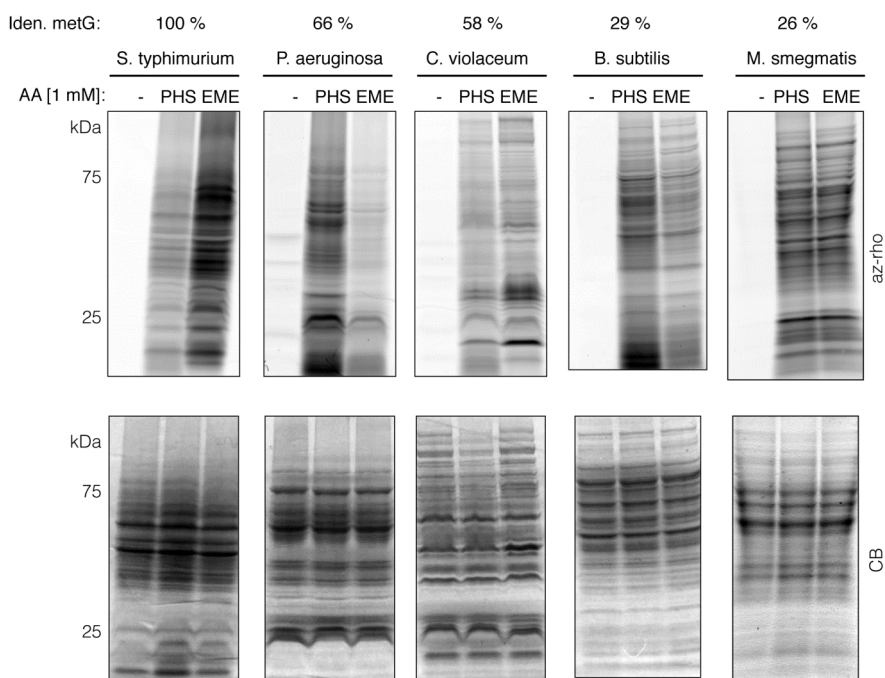 Iden. metG: 100 % 66 % 58 % 29 % 26 %
S. typhimurium P. aeruginosa C. violaceum B. subtilis M. smegmatis
AA [1 mM]: - PHS EME - PHS EME - PHS EME - PHS EME - PHS EME
kDa
75
25
az-rho
kDa
75
25
CB